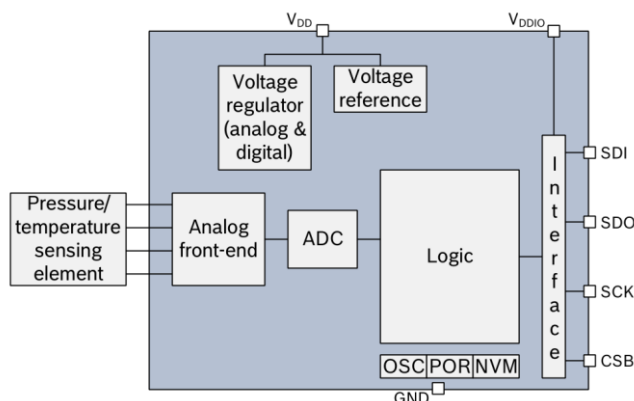 VDD
VDDIO
Voltage
regulator
(analog &
digital)
Voltage
reference
Pressure/
temperature
sensing
element
Analog
front-end
ADC
Logic
Interface
SDI
SDO
SCK
CSB
OSC
POR
NVM
GND